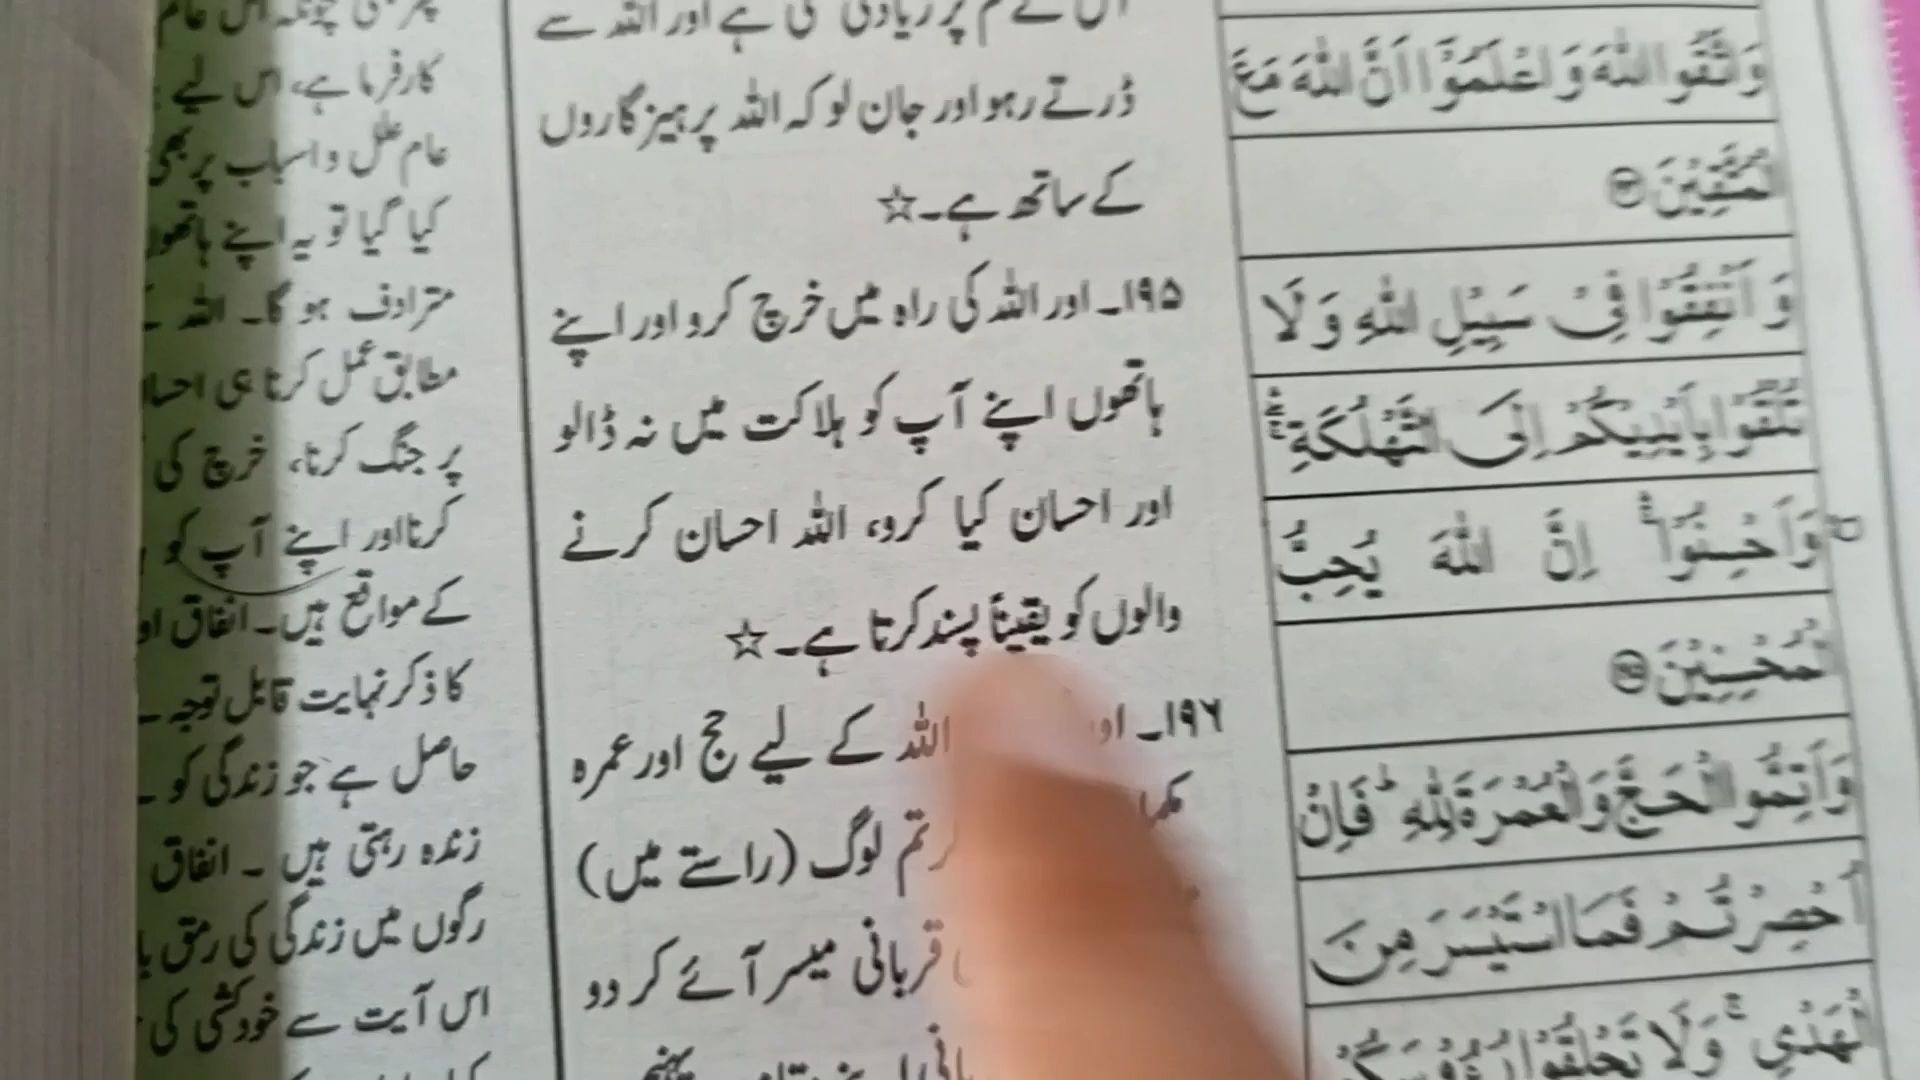 وَاتَّقُوا اللّٰهَ وَ اعْلَمُوْۤا اَنَّ اللّٰهَ مَعَ
الْمُتَّقِيْنَ
وَ اَنْفِقُوْا فِىْ سَبِيْلِ اللّٰهِ وَ لَا
تُلْقُوْا بِاَيْدِيْكُمْ اِلَى التَّهْلُكَةِ ۛۚ
وَاَحْسِنُوْا ۛۚ اِنَّ اللّٰهَ يُحِبُّ
الْمُحْسِنِيْنَ ۱۹۵
وَاَتِمُّوا الْحَجَّ وَالْعُمْرَةَ لِلّٰهِ ؕ فَاِنْ
اُحْصِرْتُمْ فَمَا اسْتَيْسَرَ مِنَ
الْهَدْىِ ۚ وَلَا تَحْلِقُوْا رُءُوْسَكُمْ
پر زیادتی کی ہے اور اللہ سے
ڈرتے رہو اور جان لو کہ اللہ پرہیزگاروں
کے ساتھ ہے۔☆
۱۹۵۔ اور اللہ کی راہ میں خرچ کرو اور اپنے
ہاتھوں اپنے آپ کو ہلاکت میں نہ ڈالو
اور احسان کیا کرو، اللہ احسان کرنے
والوں کو یقیناً پسند کرتا ہے۔☆
۱۹۶۔ اللہ کے لیے حج اور عمرہ
تم لوگ (راستے میں)
قربانی میسر آئے کر دو
کارفرما ہے، اس لیے
عام علل و اسباب پر بھی
کیا گیا تو یہ اپنے ہاتھوں
مترادف ہو گا۔ اللہ
مطابق عمل کرنا ہی
پر جنگ کرنا، خرچ کی
کرنا اور اپنے آپ کو
کے مواقع ہیں۔ انفاق
کا ذکر نہایت قابل توجہ
حاصل ہے جو زندگی کو
زندہ رہتی ہیں ۔ انفاق
رگوں میں زندگی کی رمق
اس آیت سے خودکشی کی